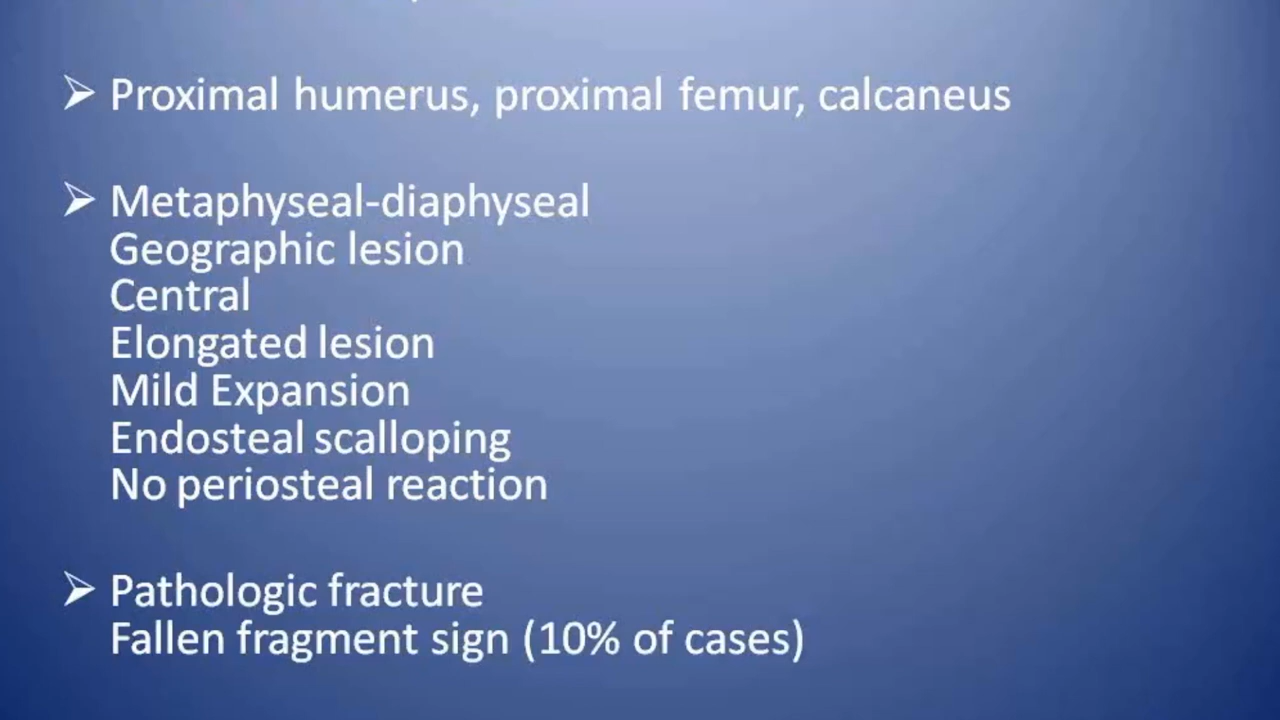 Proximal humerus, proximal femur, calcaneus
Metaphyseal-diaphyseal
Geographic lesion
Central
Elongated lesion
Mild Expansion
Endosteal scalloping
No periosteal reaction
Pathologic fracture
Fallen fragment sign (10% of cases)